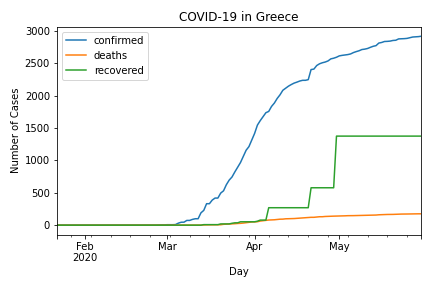 COVID-19 in Greece
confirmed
deaths
recovered
3000
2500
2000
1500
1000
500
0
Number of Cases
Feb
2020
Mar
Apr
May
Day